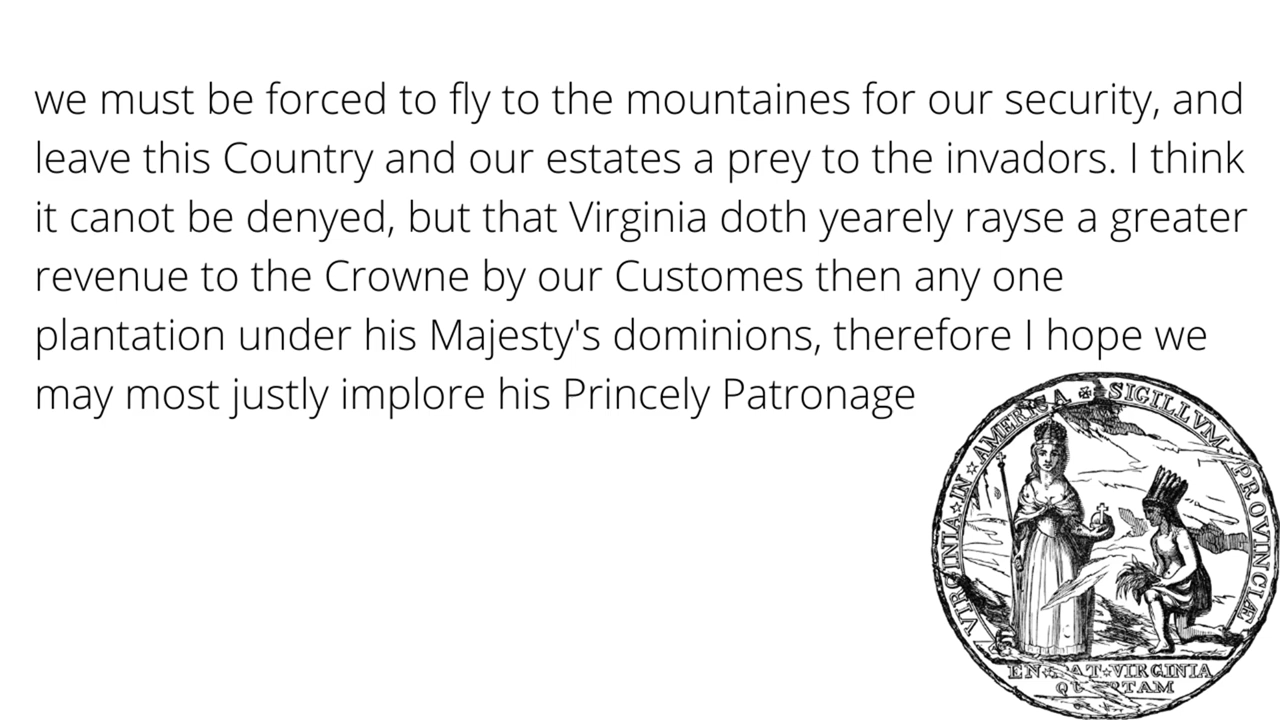 we must be forced to fly to the mountaines for our security, and
leave this Country and our estates a prey to the invadors. I think
it canot be denyed, but that Virginia doth yearely rayse a greater
revenue to the Crowne by our Customes then any one
plantation under his Majesty's dominions, therefore I hope we
may most justly implore his Princely Patronage
VIRGINIA IN AMERICA SIGILLVM PROVINCIÆ
EN VIRGINIA